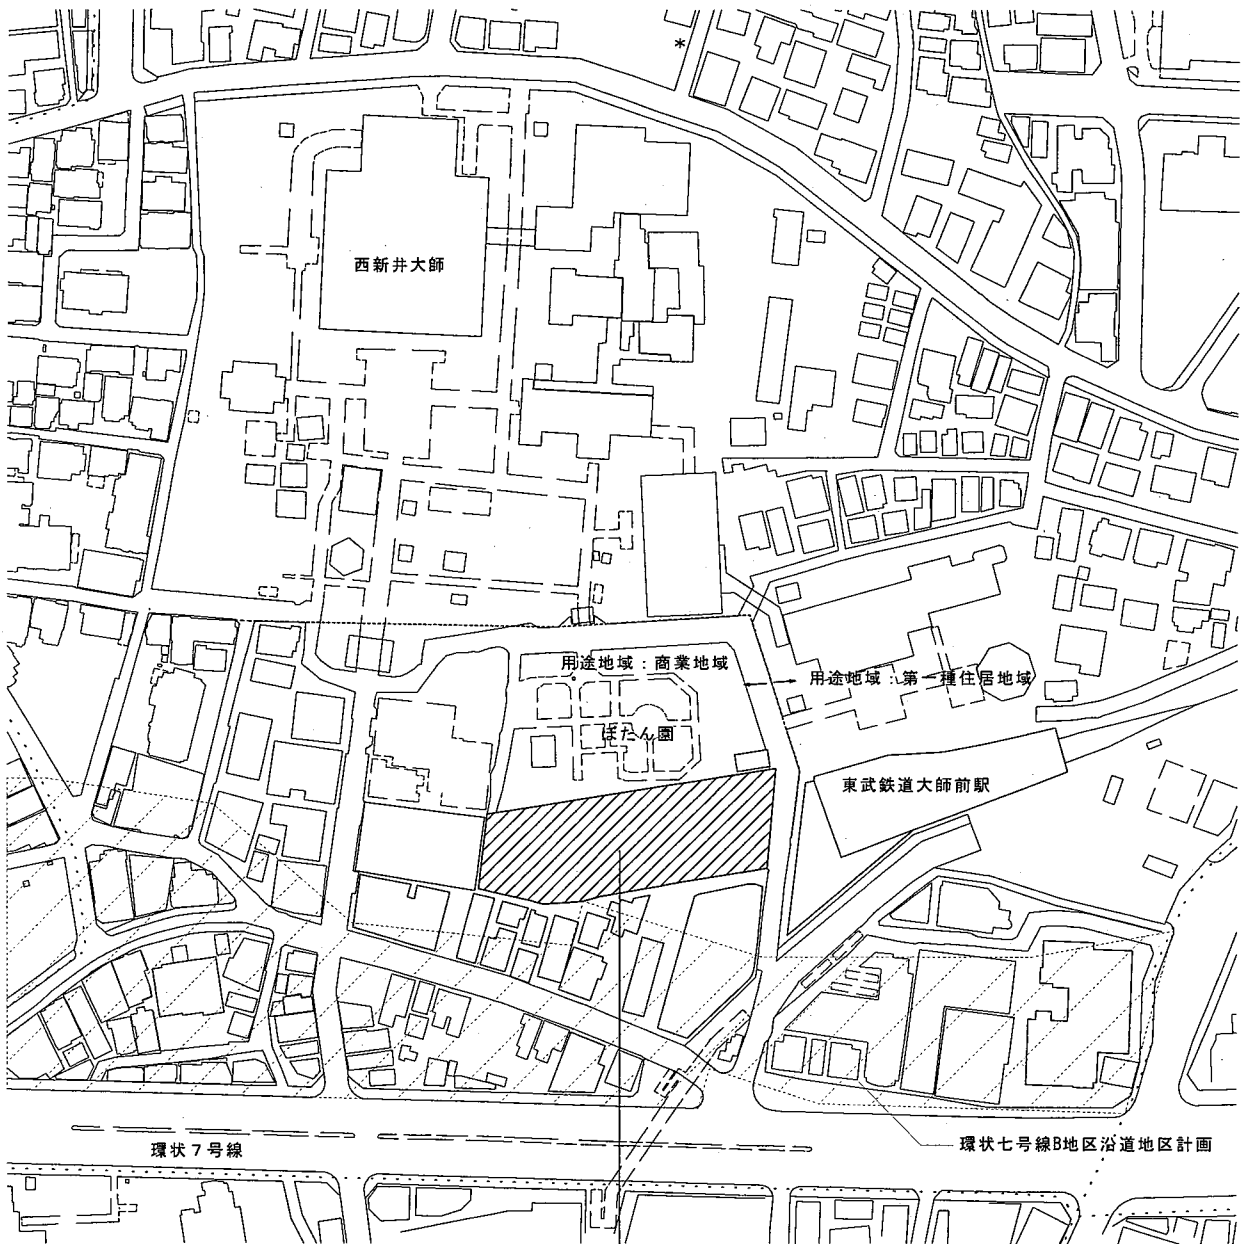 *
西新井大師
用途地域：商業地域
用途地域：第一種住居地域
ぼたん園
東武鉄道大師前駅
環状七号線B地区沿道地区計画
環状７号線